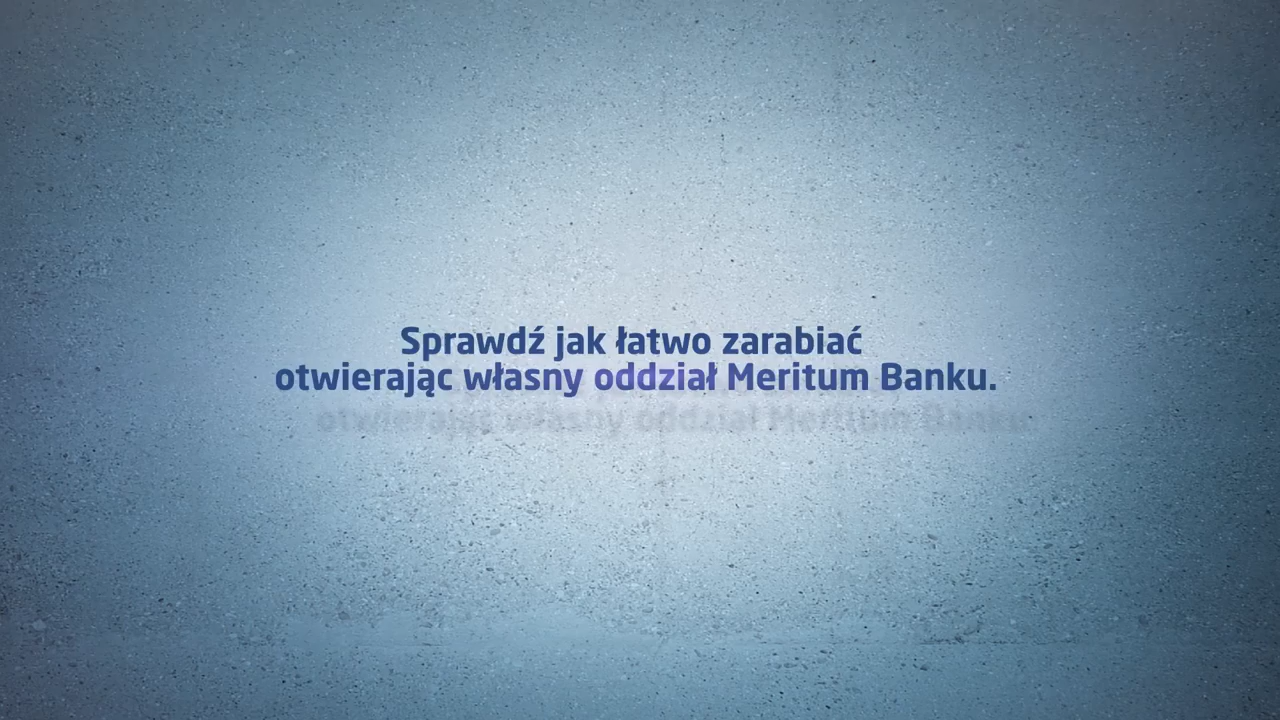 Sprawdź jak łatwo zarabiać
otwierając własny oddział Meritum Banku.